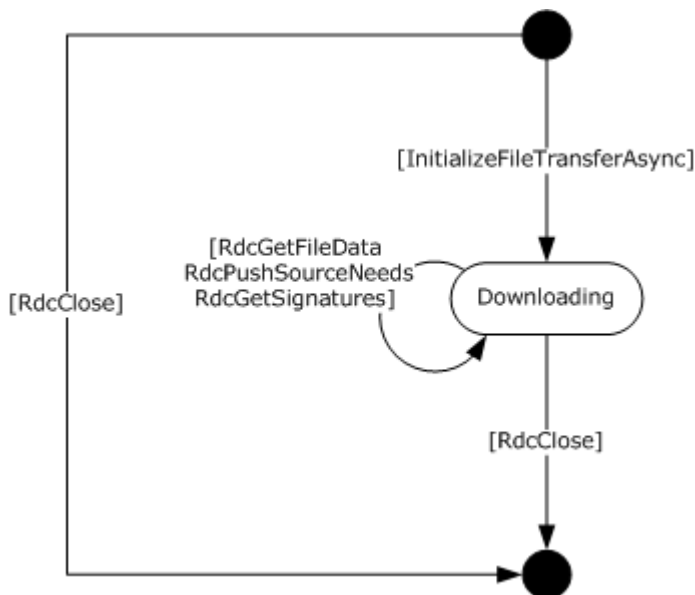 [InitializeFileTransferAsync]
[RdcGetFileData
RdcPushSourceNeeds
RdcGetSignatures]
Downloading
[RdcClose]
[RdcClose]